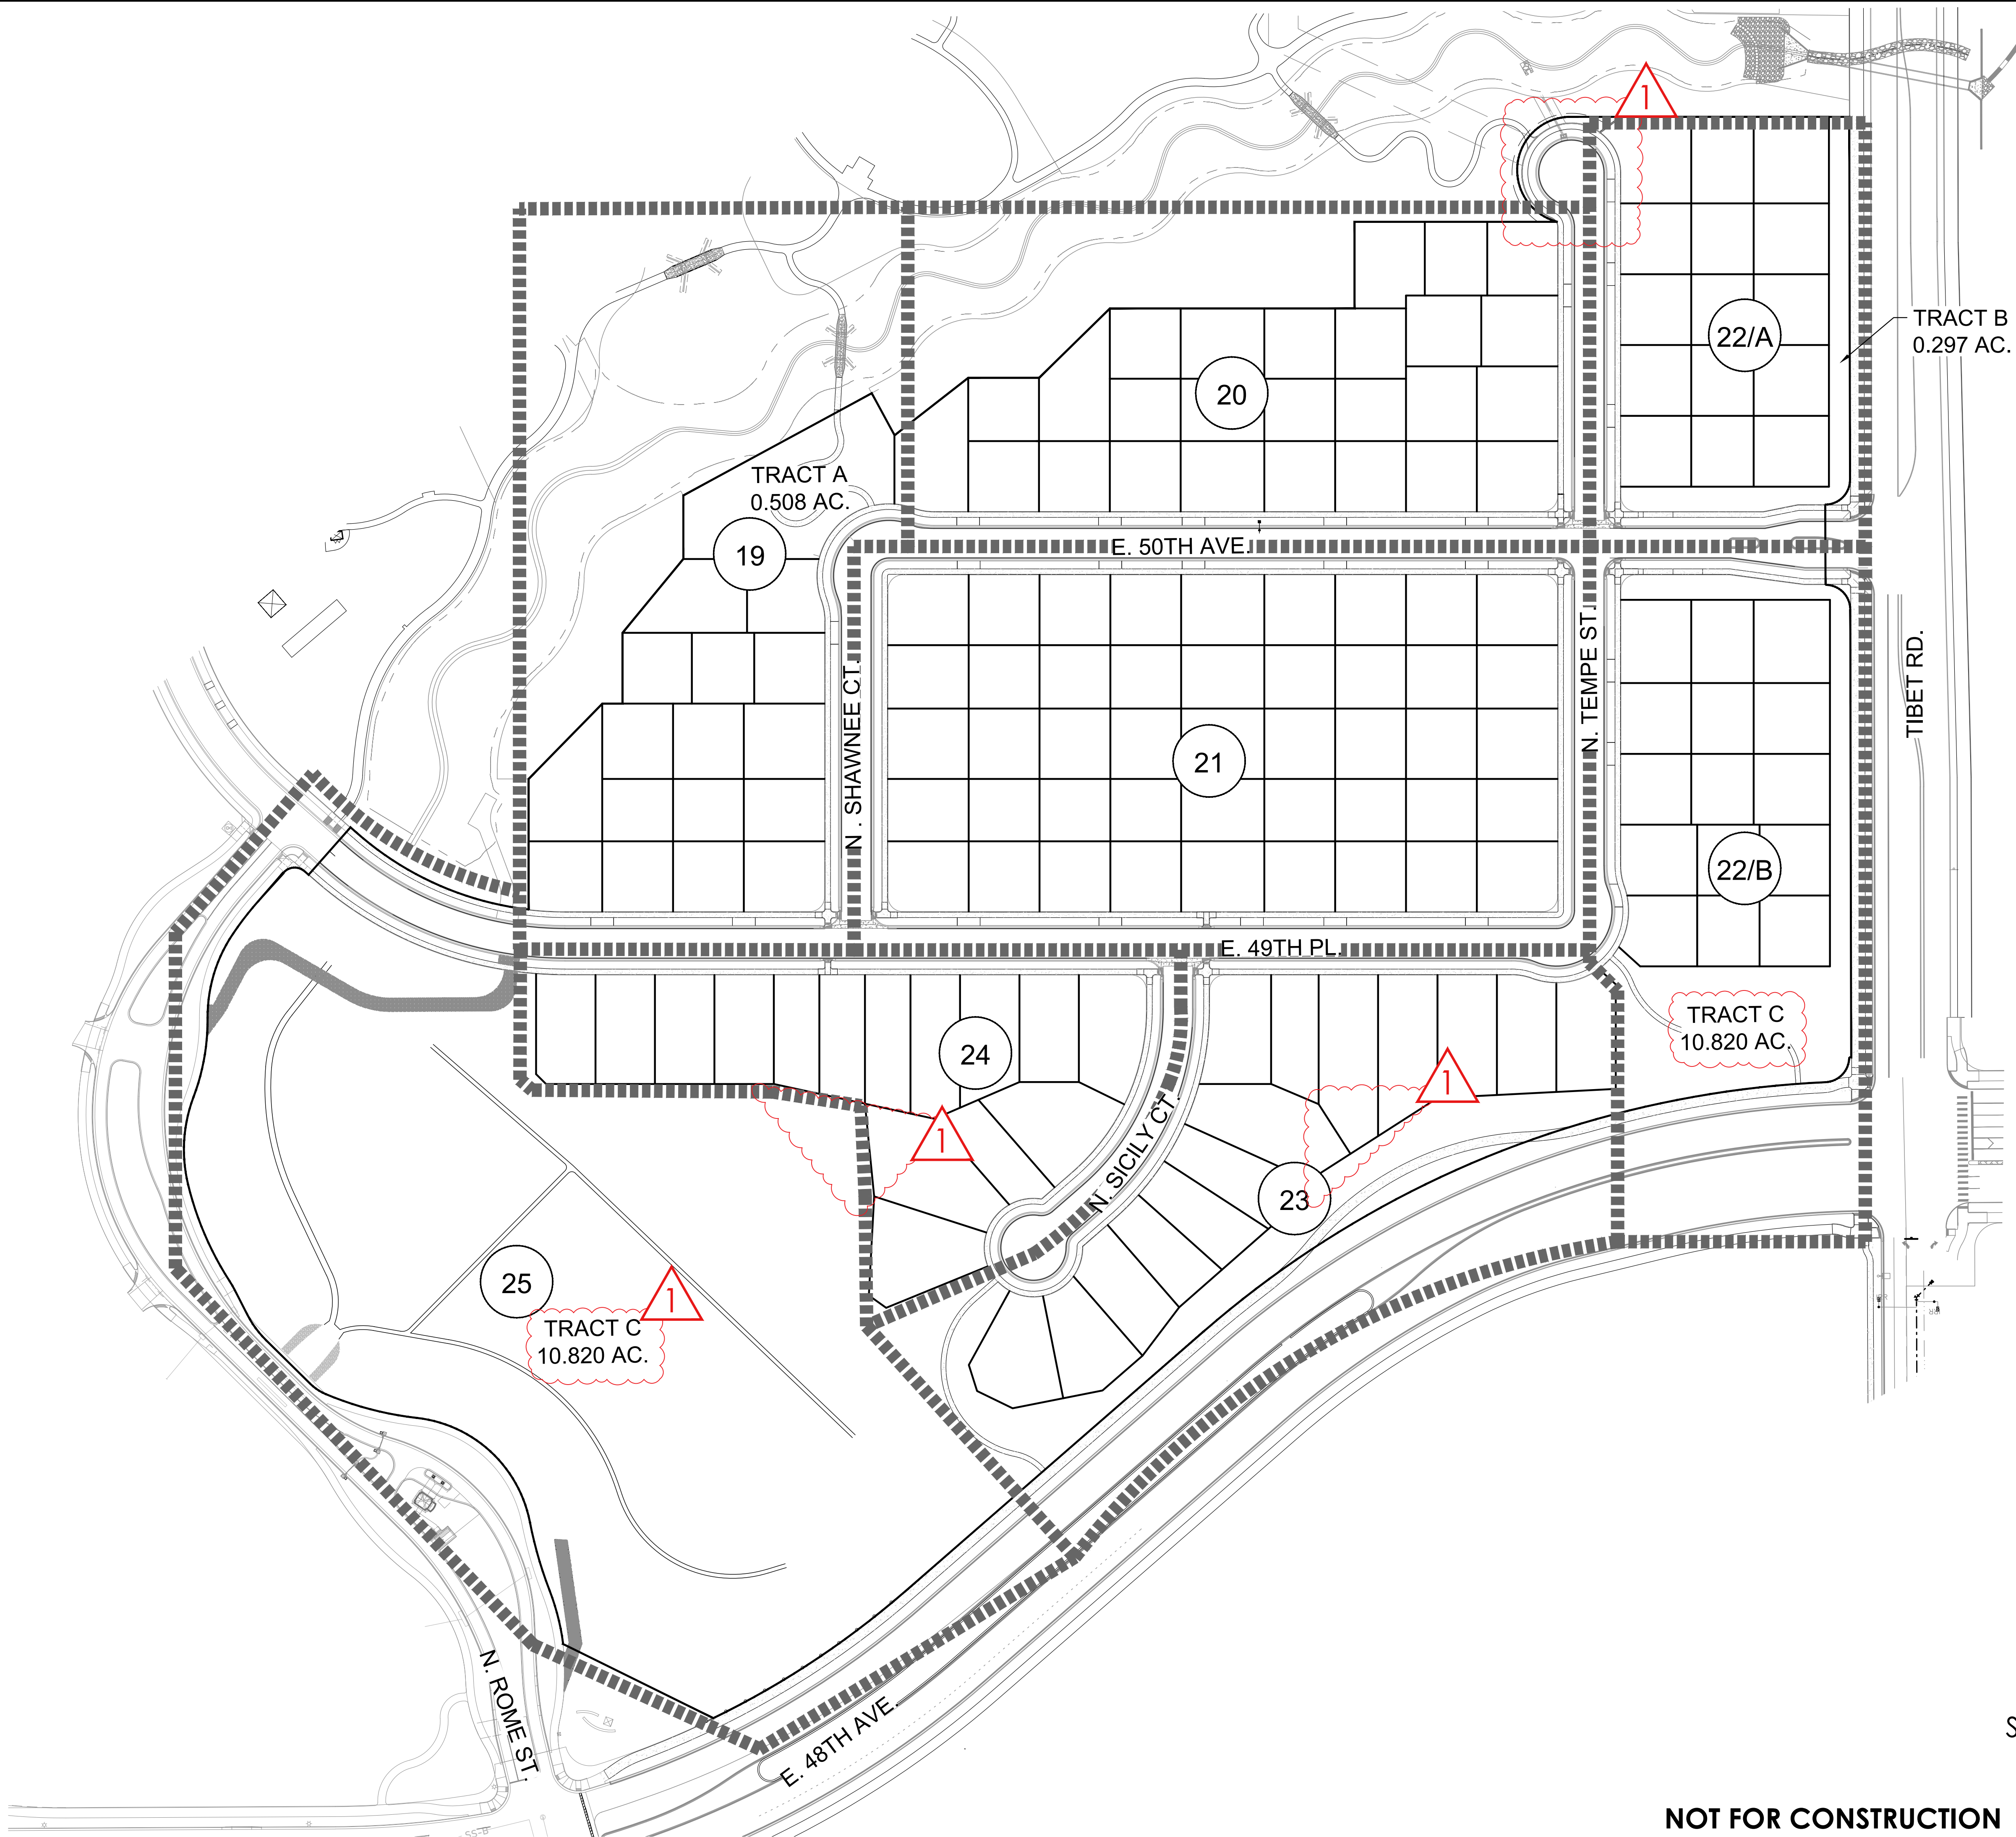 1
22/A
TRACT B
0.297 AC.
20
TRACT A
0.508 AC.
19
E. 50TH AVE.
N . SHAWNEE CT.
N. TEMPE ST.
TIBET RD.
21
22/B
E. 49TH PL.
TRACT C
10.820 AC.
24
1
1
N. SICILY CT.
23
25
1
TRACT C
10.820 AC.
N. ROME ST.
E. 48TH AVE.
S
NOT FOR CONSTRUCTION
SS-B